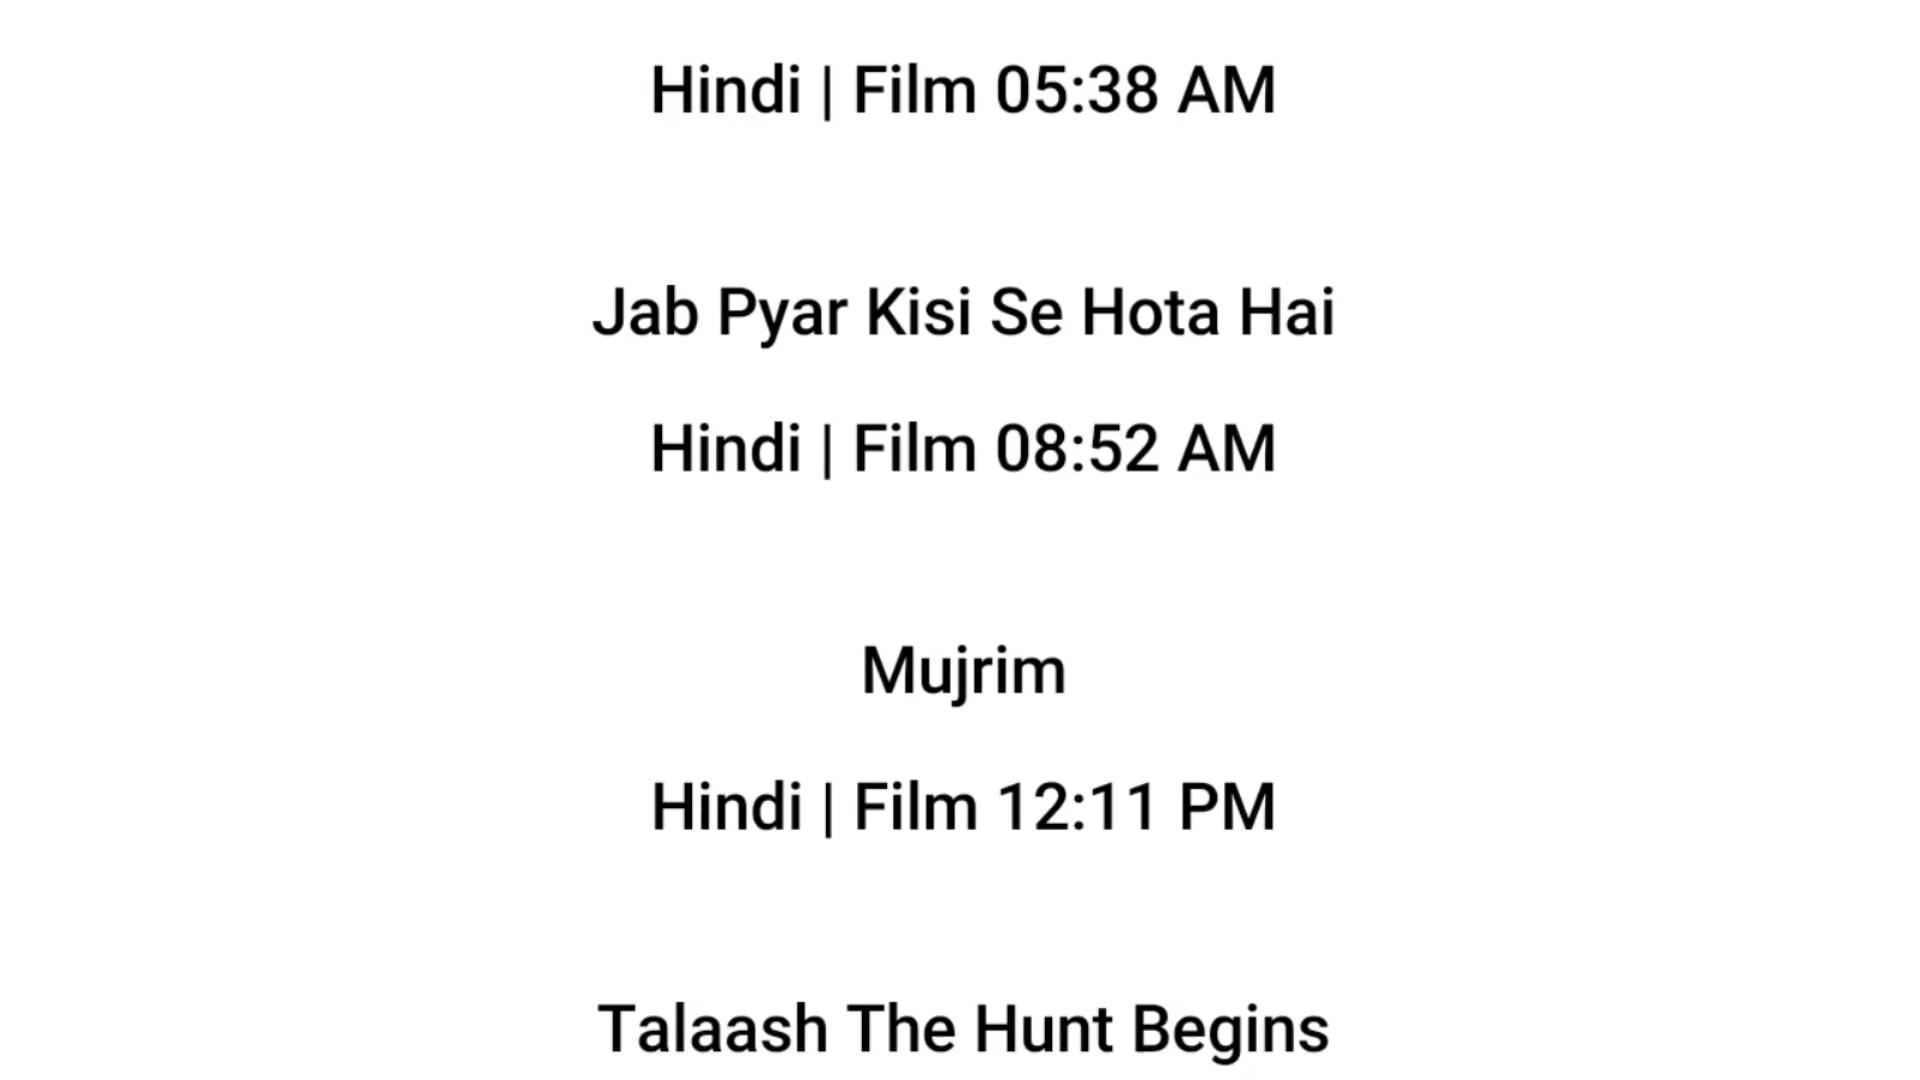 Hindi | Film 05:38 AM
Jab Pyar Kisi Se Hota Hai
Hindi | Film 08:52 AM
Mujrim
Hindi | Film 12:11 PM
Talaash The Hunt Begins